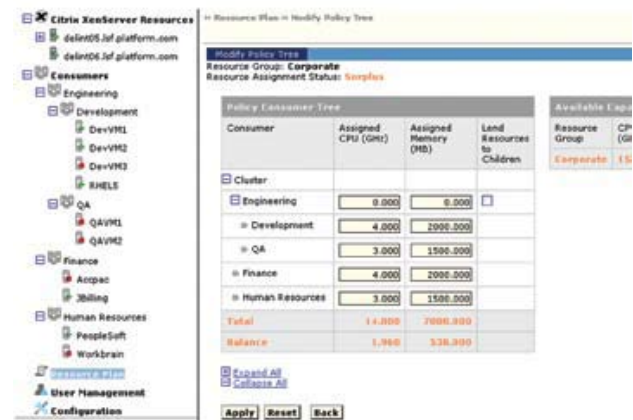 Citrix XenServer Resources
delint05.lsf.platform.com
delint06.lsf.platform.com
Consumers
Engineering
Development
DevVM1
DevVM2
DevVM3
RHEL5
QA
QAVM1
QAVM2
Finance
Accpac
JBilling
Human Resources
PeopleSoft
Workbrain
Resource Plan
User Management
Configuration
Resource Plan Modify Policy Tree
Modify Policy Tree
Resource Group: Corporate
Resource Assignment Status: Surplus
Policy Consumer Tree
Consumer Assigned CPU (GHz) Assigned Memory (MB) Lend Resources to Children
Cluster
Engineering 0.000 0.000
Development 4.000 2000.000
QA 3.000 1500.000
Finance 4.000 2000.000
Human Resources 3.000 1500.000
Total 14.000 7000.000
Balance 1.960 538.000
Expand All
Collapse All
Apply Reset Back
Available
Resource Group
Corporate